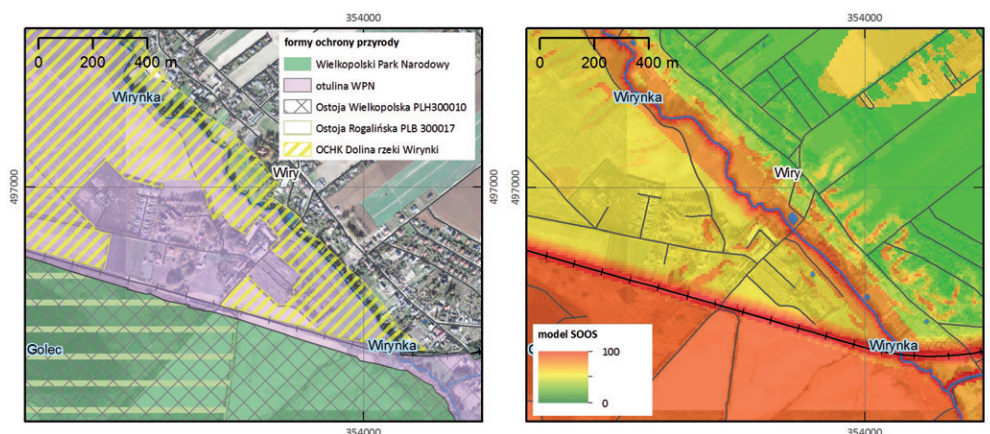 354000
0 200 400 m
formy ochrony przyrody
Wielkopolski Park Narodowy
otulina WPN
Ostoja Wielkopolska PLH300010
Ostoja Rogalińska PLB 300017
OCHK Dolina rzeki Wirynki
Wirynka
Wiry
497000
497000
Golec
Wirynka
354000
354000
0 200 400 m
Wirynka
Wiry
497000
model SOOS
100
0
Wirynka
354000